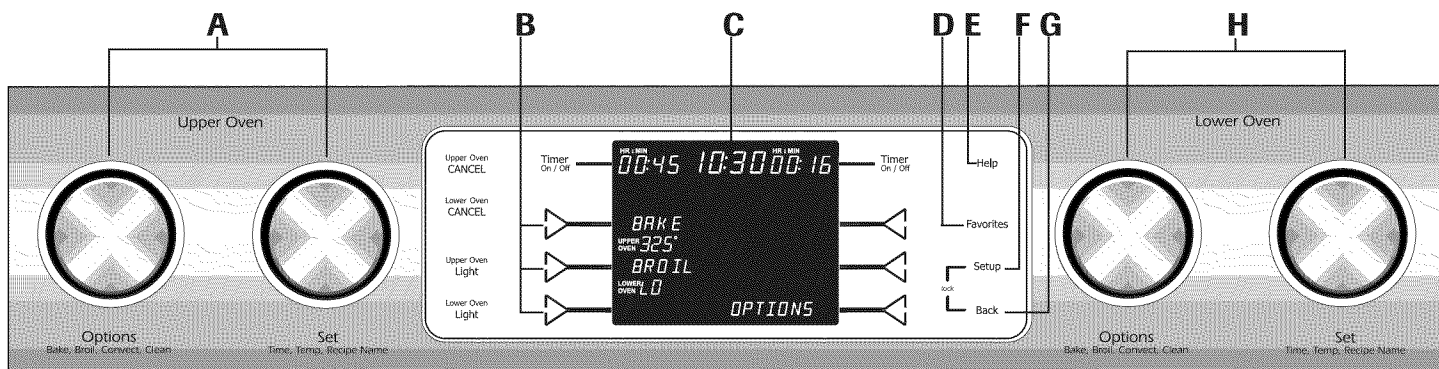 A B C D E F G H
Upper Oven
Lower Oven
Upper Oven
CANCEL
Lower Oven
CANCEL
Upper Oven
Light
Lower Oven
Light
Timer
On / Off
HR : MIN
00:45
10:30
HR : MIN
00:16
BAKE
UPPER OVEN 325°
BROIL
LOWER OVEN LO
OPTIONS
Timer
On / Off
Help
Favorites
Setup
lock
Back
Options
Bake, Broil, Convect, Clean
Set
Time, Temp, Recipe Name
Options
Bake, Broil, Convect, Clean
Set
Time, Temp, Recipe Name